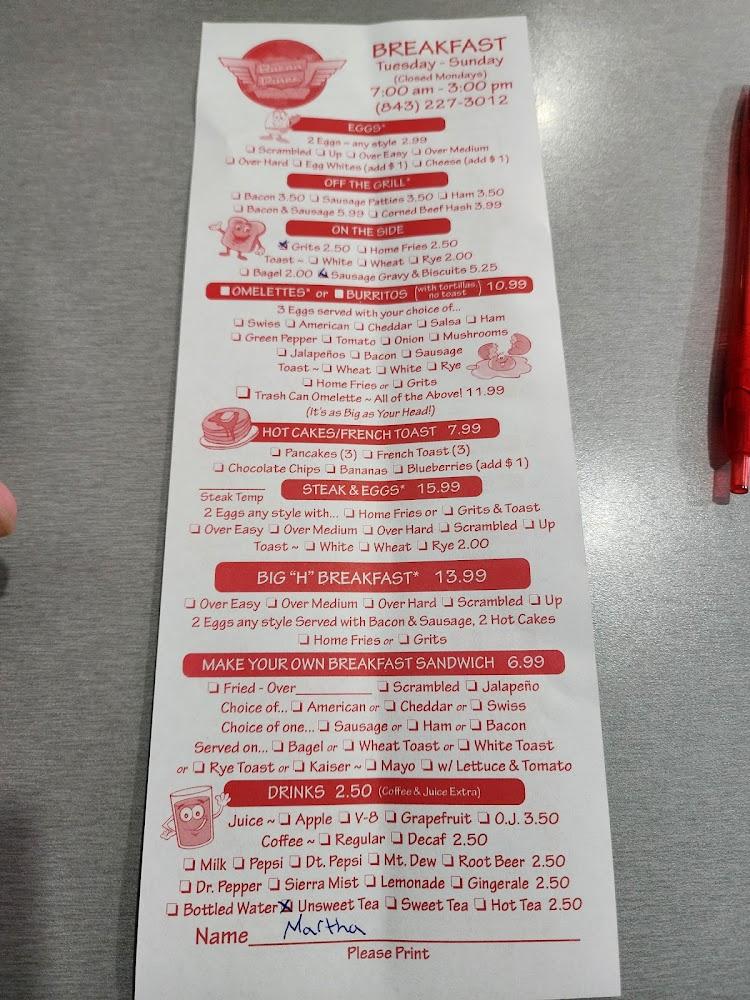 BREAKFAST
Tuesday - Sunday
(Closed Mondays)
7:00 am - 3:00 pm
(843) 227-3012
EGGS*
2 Eggs ~ any style 2.99
❏ Scrambled ❏ Up ❏ Over Easy ❏ Over Medium
❏ Over Hard ❏ Egg Whites (add $ 1) ❏ Cheese (add $ 1)
OFF THE GRILL*
❏ Bacon 3.50 ❏ Sausage Patties 3.50 ❏ Ham 3.50
❏ Bacon & Sausage 5.99 ❏ Corned Beef Hash 3.99
ON THE SIDE
☒ Grits 2.50 ❏ Home Fries 2.50
Toast ~ ❏ White ❏ Wheat ❏ Rye 2.00
❏ Bagel 2.00 ☒ Sausage Gravy & Biscuits 5.25
❏ OMELETTES* or ❏ BURRITOS (with tortillas, no toast) 10.99
3 Eggs served with your choice of...
❏ Swiss ❏ American ❏ Cheddar ❏ Salsa ❏ Ham
❏ Green Pepper ❏ Tomato ❏ Onion ❏ Mushrooms
❏ Jalapeños ❏ Bacon ❏ Sausage
Toast ~ ❏ Wheat ❏ White ❏ Rye
❏ Home Fries or ❏ Grits
❏ Trash Can Omelette ~ All of the Above! 11.99
(It's as Big as Your Head!)
HOT CAKES/FRENCH TOAST 7.99
❏ Pancakes (3) ❏ French Toast (3)
❏ Chocolate Chips ❏ Bananas ❏ Blueberries (add $ 1)
Steak Temp
STEAK & EGGS* 15.99
2 Eggs any style with... ❏ Home Fries or ❏ Grits & Toast
❏ Over Easy ❏ Over Medium ❏ Over Hard ❏ Scrambled ❏ Up
Toast ~ ❏ White ❏ Wheat ❏ Rye 2.00
BIG "H" BREAKFAST* 13.99
❏ Over Easy ❏ Over Medium ❏ Over Hard ❏ Scrambled ❏ Up
2 Eggs any style Served with Bacon & Sausage, 2 Hot Cakes
❏ Home Fries or ❏ Grits
MAKE YOUR OWN BREAKFAST SANDWICH 6.99
❏ Fried - Over__________ ❏ Scrambled ❏ Jalapeño
Choice of... ❏ American or ❏ Cheddar or ❏ Swiss
Choice of one... ❏ Sausage or ❏ Ham or ❏ Bacon
Served on... ❏ Bagel or ❏ Wheat Toast or ❏ White Toast
or ❏ Rye Toast or ❏ Kaiser ~ ❏ Mayo ❏ w/ Lettuce & Tomato
DRINKS 2.50 (Coffee & Juice Extra)
Juice ~ ❏ Apple ❏ V-8 ❏ Grapefruit ❏ O.J. 3.50
Coffee ~ ❏ Regular ❏ Decaf 2.50
❏ Milk ❏ Pepsi ❏ Dt. Pepsi ❏ Mt. Dew ❏ Root Beer 2.50
❏ Dr. Pepper ❏ Sierra Mist ❏ Lemonade ❏ Gingerale 2.50
❏ Bottled Water ☒ Unsweet Tea ❏ Sweet Tea ❏ Hot Tea 2.50
Name Martha
Please Print